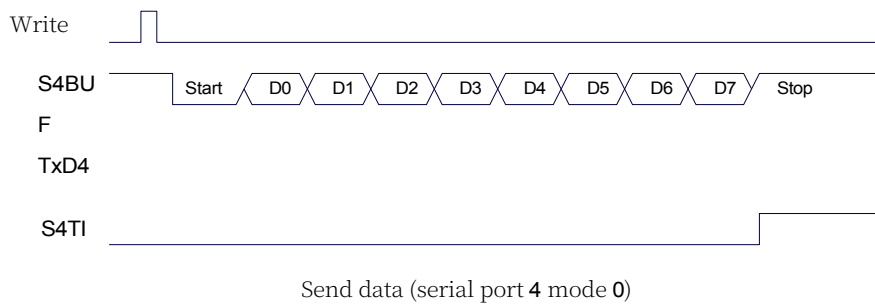 Write
S4BU
F
Start D0 D1 D2 D3 D4 D5 D6 D7 Stop
TxD4
S4TI
Send data (serial port 4 mode 0)